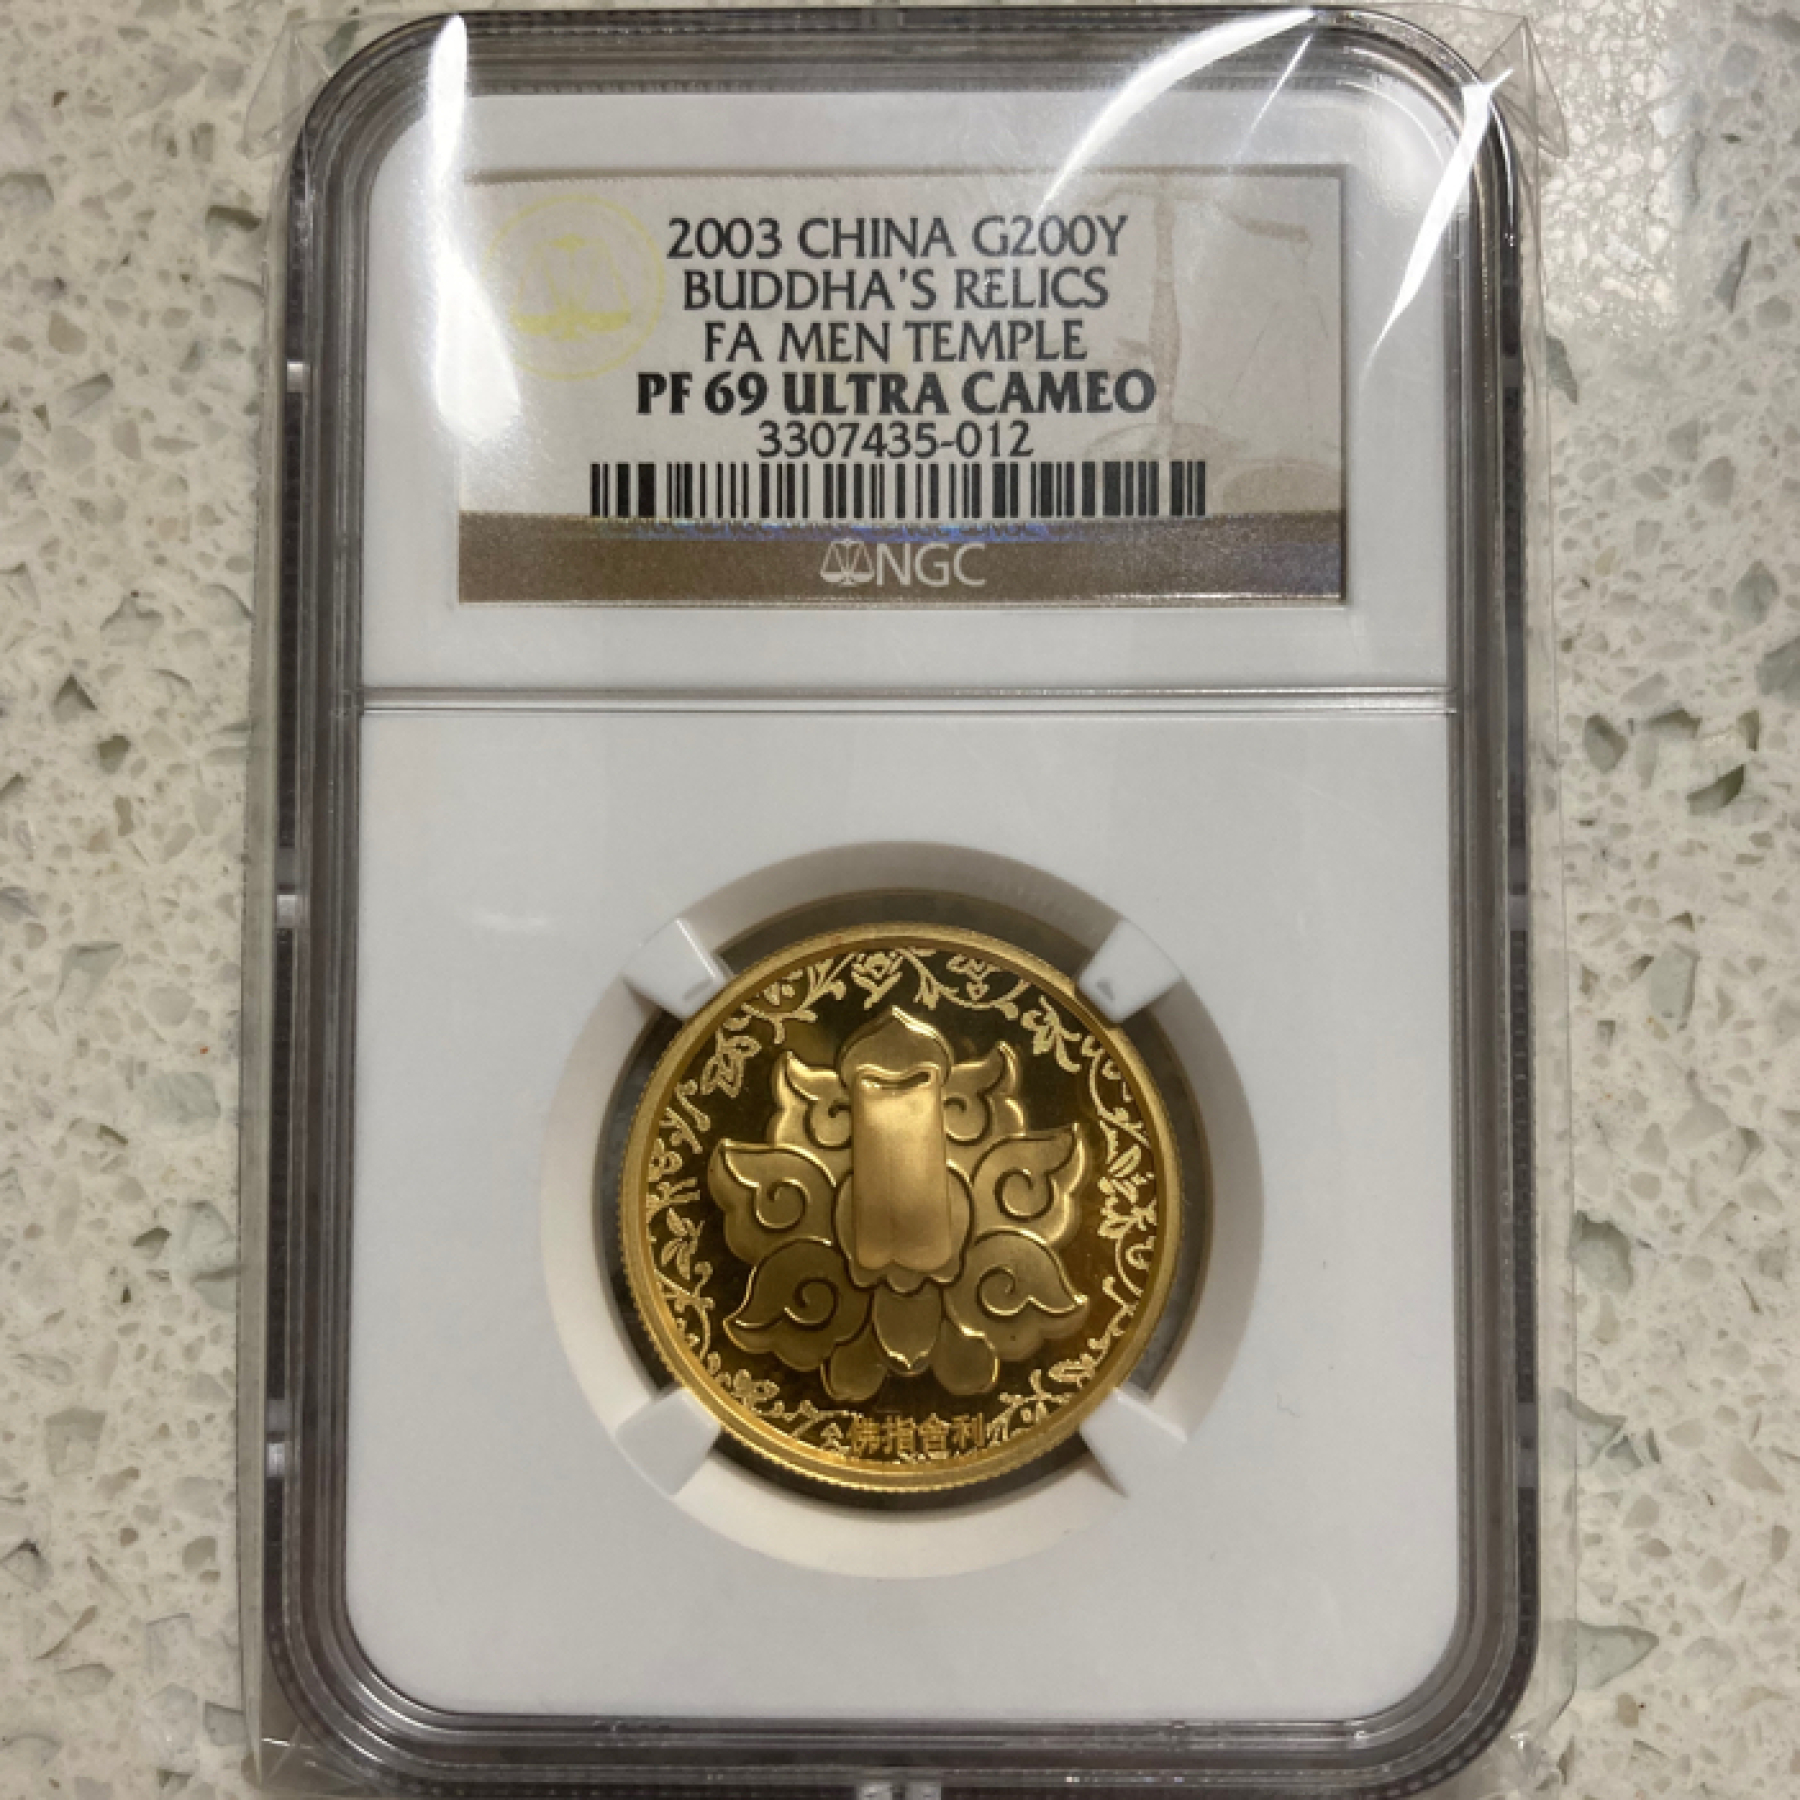 2003 CHINA G200Y
BUDDHA'S RELICS
FA MEN TEMPLE
PF 69 ULTRA CAMEO
3307435-012
NGC
佛指舍利